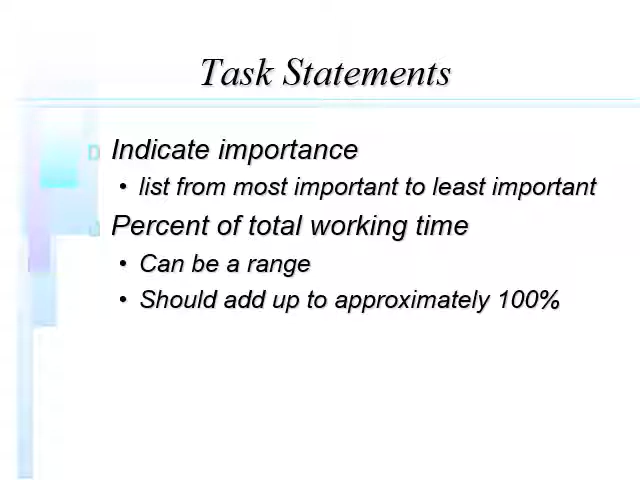 Task Statements
Indicate importance
• list from most important to least important
Percent of total working time
• Can be a range
• Should add up to approximately 100%